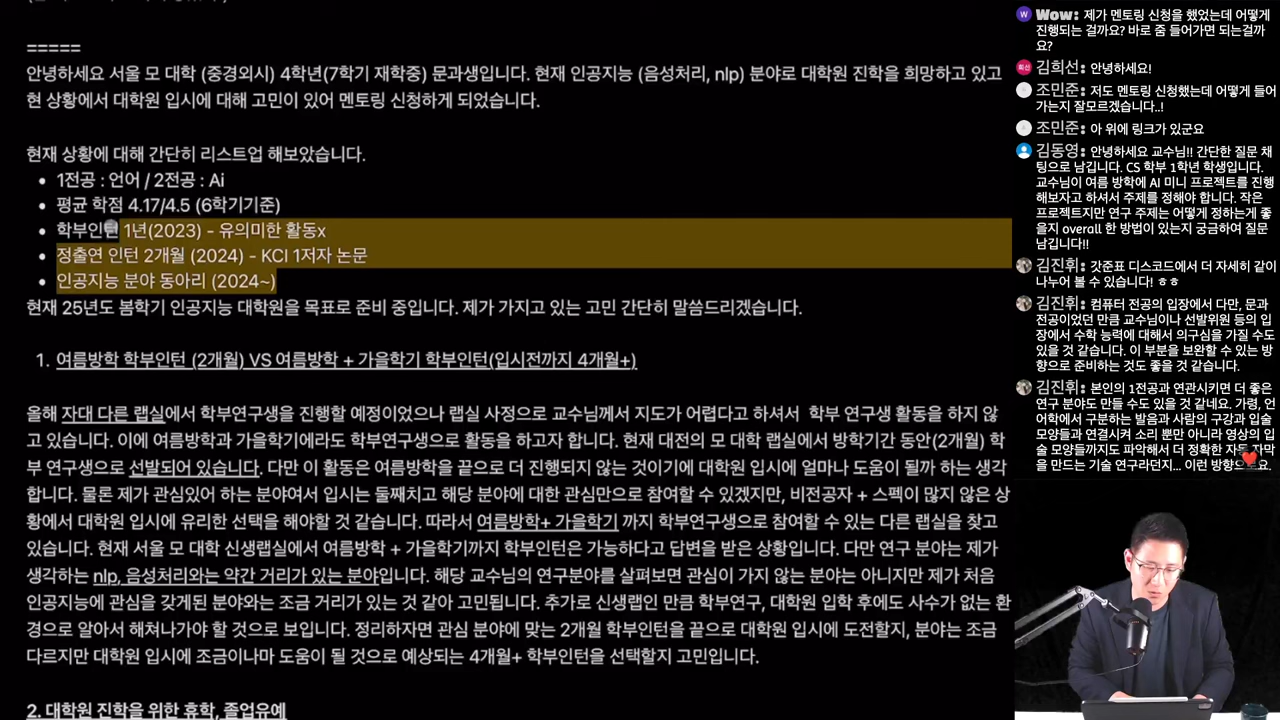 =====
안녕하세요 서울 모 대학 (중경외시) 4학년(7학기 재학중) 문과생입니다. 현재 인공지능 (음성처리, nlp) 분야로 대학원 진학을 희망하고 있고
현 상황에서 대학원 입시에 대해 고민이 있어 멘토링 신청하게 되었습니다.
현재 상황에 대해 간단히 리스트업 해보았습니다.
• 1전공 : 언어 / 2전공 : Ai
• 평균 학점 4.17/4.5 (6학기기준)
• 학부인턴 1년(2023) - 유의미한 활동x
• 정출연 인턴 2개월 (2024) - KCI 1저자 논문
• 인공지능 분야 동아리 (2024~)
현재 25년도 봄학기 인공지능 대학원을 목표로 준비 중입니다. 제가 가지고 있는 고민 간단히 말씀드리겠습니다.
1. 여름방학 학부인턴 (2개월) VS 여름방학 + 가을학기 학부인턴(입시전까지 4개월+)
올해 자대 다른 랩실에서 학부연구생을 진행할 예정이었으나 랩실 사정으로 교수님께서 지도가 어렵다고 하셔서 학부 연구생 활동을 하지 않
고 있습니다. 이에 여름방학과 가을학기에라도 학부연구생으로 활동을 하고자 합니다. 현재 대전의 모 대학 랩실에서 방학기간 동안(2개월) 학
부 연구생으로 선발되어 있습니다. 다만 이 활동은 여름방학을 끝으로 더 진행되지 않는 것이기에 대학원 입시에 얼마나 도움이 될까 하는 생각
합니다. 물론 제가 관심있어 하는 분야여서 입시는 둘째치고 해당 분야에 대한 관심만으로 참여할 수 있겠지만, 비전공자 + 스펙이 많지 않은 상
황에서 대학원 입시에 유리한 선택을 해야할 것 같습니다. 따라서 여름방학+ 가을학기 까지 학부연구생으로 참여할 수 있는 다른 랩실을 찾고
있습니다. 현재 서울 모 대학 신생랩실에서 여름방학 + 가을학기까지 학부인턴은 가능하다고 답변을 받은 상황입니다. 다만 연구 분야는 제가
생각하는 nlp, 음성처리와는 약간 거리가 있는 분야입니다. 해당 교수님의 연구분야를 살펴보면 관심이 가지 않는 분야는 아니지만 제가 처음
인공지능에 관심을 갖게된 분야와는 조금 거리가 있는 것 같아 고민됩니다. 추가로 신생랩인 만큼 학부연구, 대학원 입학 후에도 사수가 없는 환
경으로 알아서 해쳐나가야 할 것으로 보입니다. 정리하자면 관심 분야에 맞는 2개월 학부인턴을 끝으로 대학원 입시에 도전할지, 분야는 조금
다르지만 대학원 입시에 조금이나마 도움이 될 것으로 예상되는 4개월+ 학부인턴을 선택할지 고민입니다.
2. 대학원 진학을 위한 휴학, 졸업유예
W Wow: 제가 멘토링 신청을 했었는데 어떻게
진행되는 걸까요? 바로 줌 들어가면 되는걸까
요?
희선 김희선: 안녕하세요!
조민준: 저도 멘토링 신청했는데 어떻게 들어
가는지 잘모르겠습니다..!
조민준: 아 위에 링크가 있군요
김동영: 안녕하세요 교수님!! 간단한 질문 채
팅으로 남깁니다. CS 학부 1학년 학생입니다.
교수님이 여름 방학에 AI 미니 프로젝트를 진행
해보자고 하셔서 주제를 정해야 합니다. 작은
프로젝트지만 연구 주제는 어떻게 정하는게 좋
을지 overall 한 방법이 있는지 궁금하여 질문
남깁니다!!
김진휘: 갓준표 디스코드에서 더 자세히 같이
나누어 볼 수 있습니다! ㅎㅎ
김진휘: 컴퓨터 전공의 입장에서 다만, 문과
전공이었던 만큼 교수님이나 선발위원 등의 입
장에서 수학 능력에 대해서 의구심을 가질 수도
있을 것 같습니다. 이 부분을 보완할 수 있는 방
향으로 준비하는 것도 좋을 것 같습니다.
김진휘: 본인의 1전공과 연관시키면 더 좋은
연구 분야도 만들 수도 있을 것 같네요. 가령, 언
어학에서 구분하는 발음과 사람의 구강과 입술
모양들과 연결시켜 소리 뿐만 아니라 영상의 입
술 모양들까지도 파악해서 더 정확한 자동 자막
을 만드는 기술 연구라던지... 이런 방향으로요.